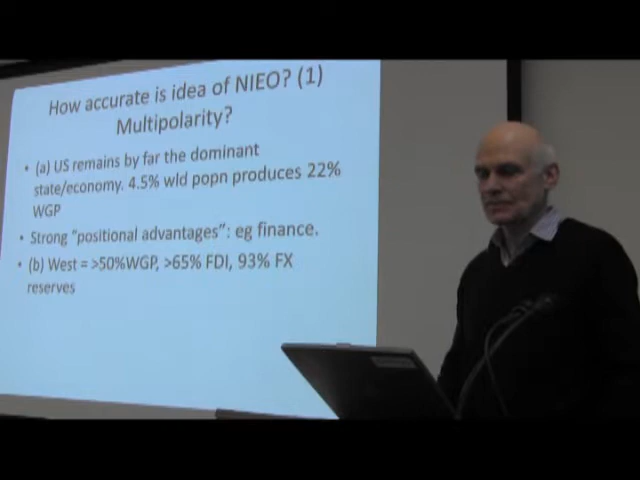 How accurate is idea of NIEO? (1)
Multipolarity?
• (a) US remains by far the dominant
state/economy. 4.5% wld popn produces 22%
WGP
• Strong "positional advantages": eg finance.
• (b) West = >50%WGP, >65% FDI, 93% FX
reserves